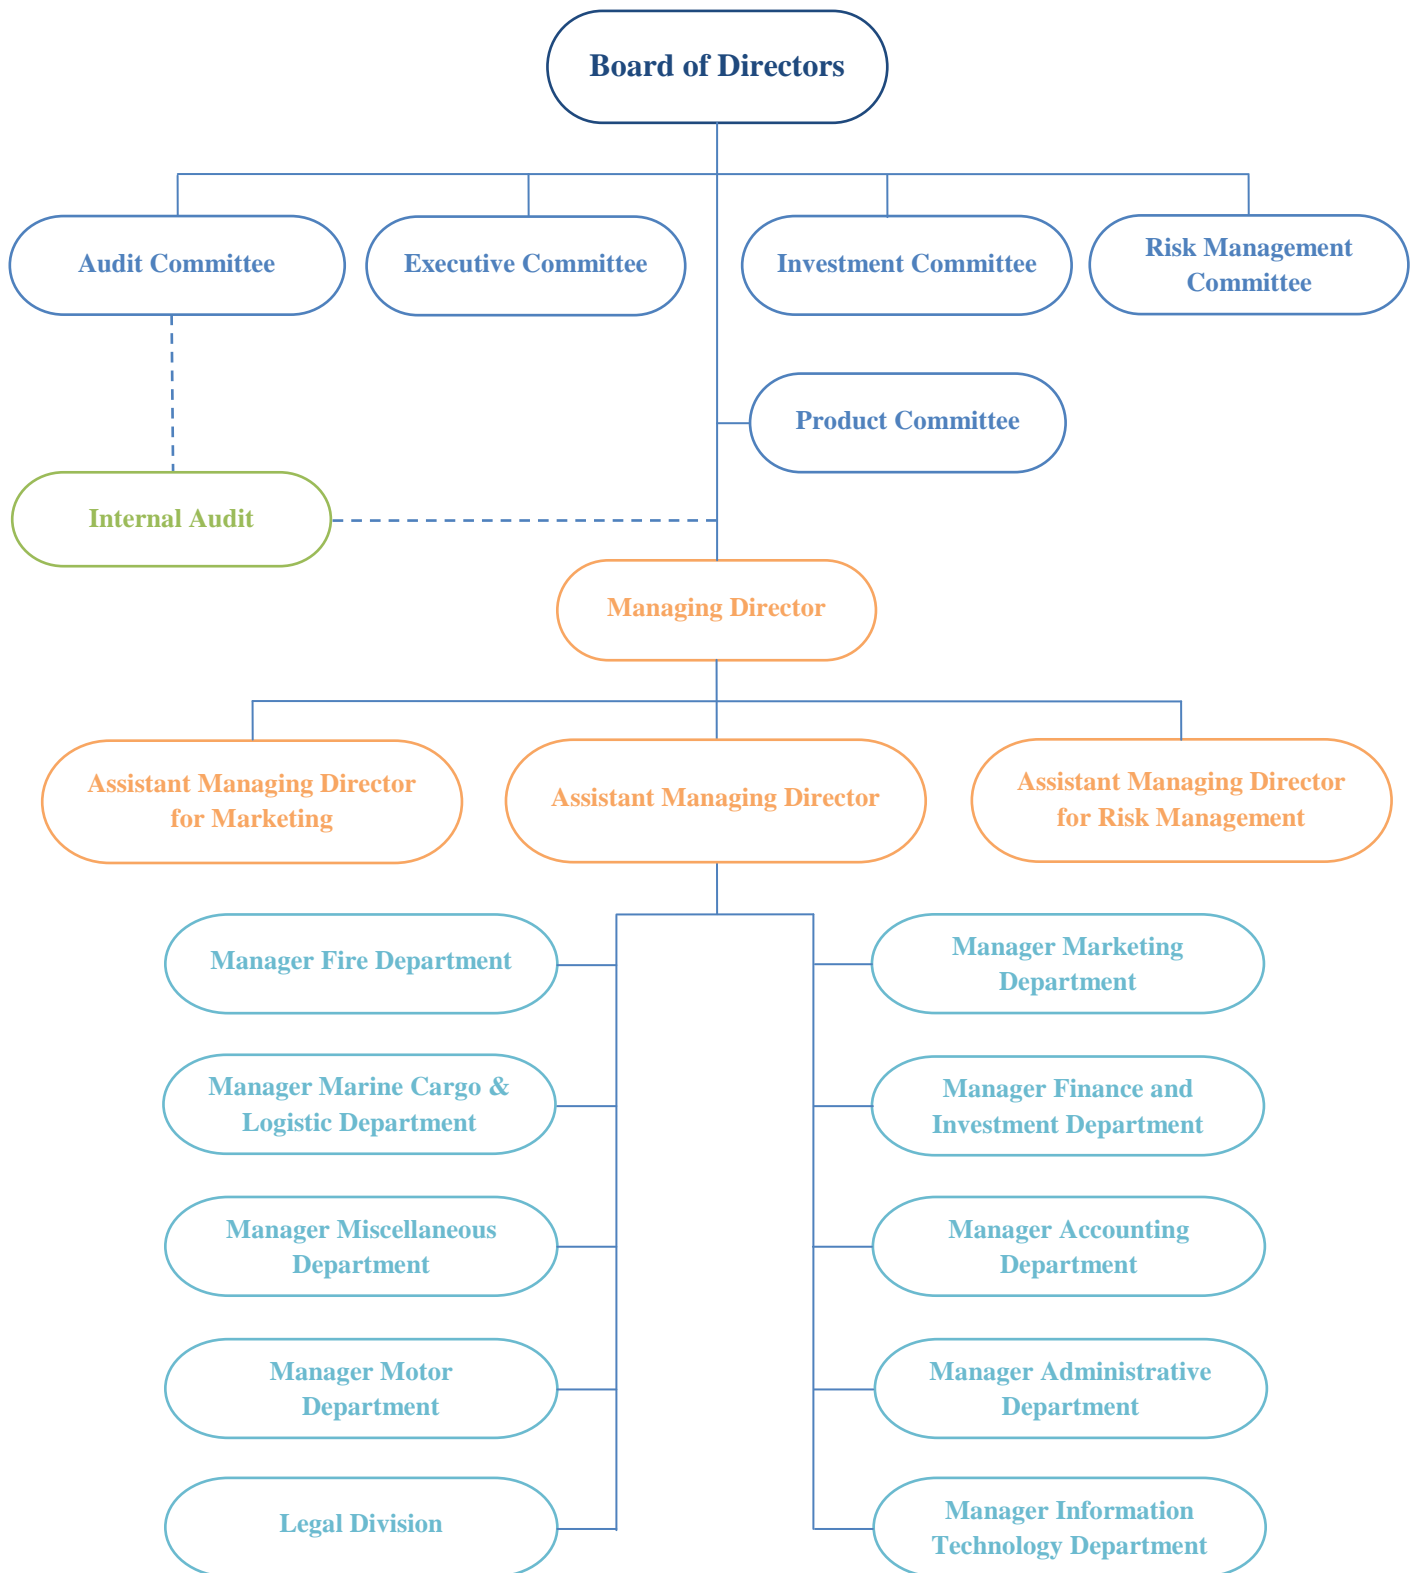 Board of Directors
Audit Committee
Executive Committee
Investment Committee
Risk Management
Committee
Product Committee
Internal Audit
Managing Director
Assistant Managing Director
for Marketing
Assistant Managing Director
Assistant Managing Director
for Risk Management
Manager Fire Department
Manager Marketing
Department
Manager Marine Cargo &
Logistic Department
Manager Finance and
Investment Department
Manager Miscellaneous
Department
Manager Accounting
Department
Manager Motor
Department
Manager Administrative
Department
Legal Division
Manager Information
Technology Department